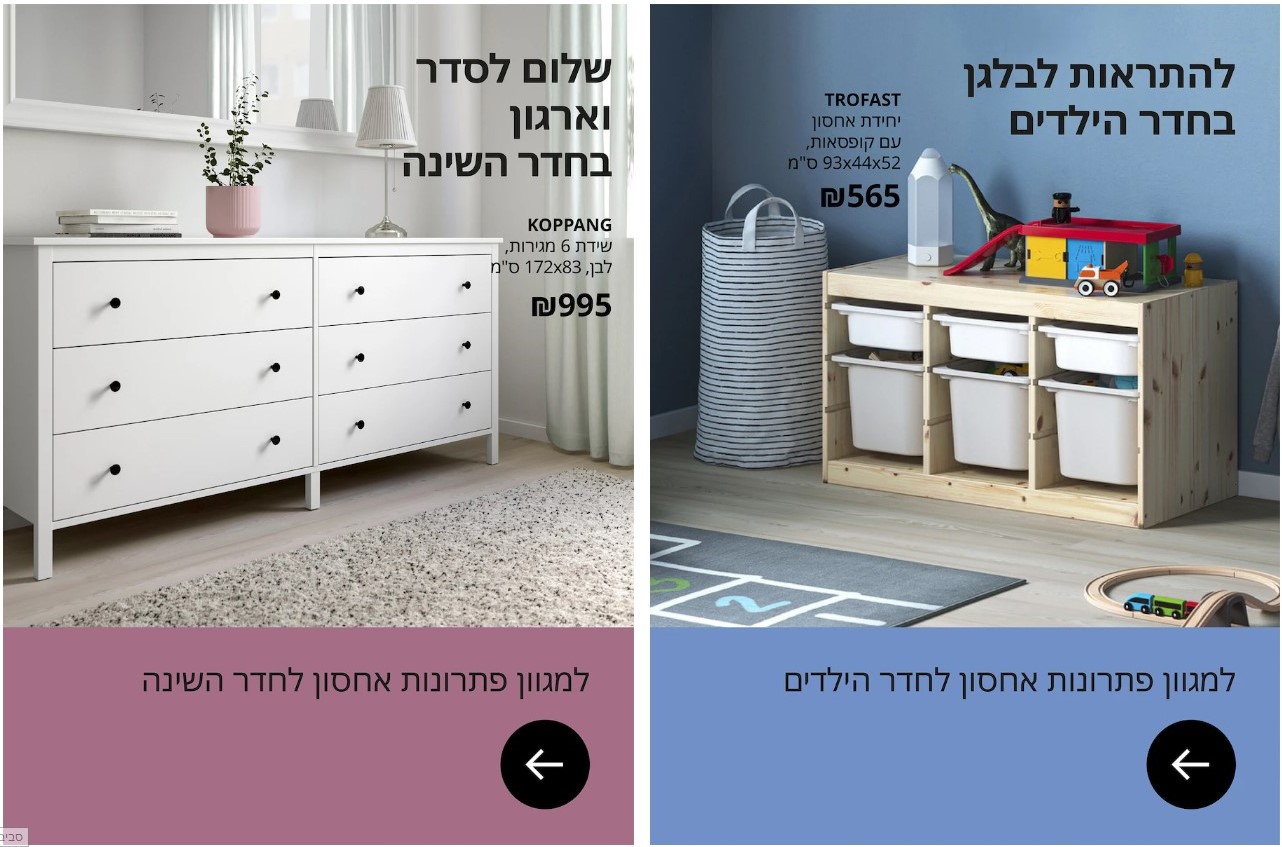 להתראות לבלגן
בחדר הילדים
TROFAST
יחידת אחסון
עם קופסאות,
93x44x52 ס"מ
₪565
למגוון פתרונות אחסון לחדר הילדים
שלום לסדר
וארגון
בחדר השינה
KOPPANG
שידת 6 מגירות,
לבן, 172x83 ס"מ
₪995
למגוון פתרונות אחסון לחדר השינה
2